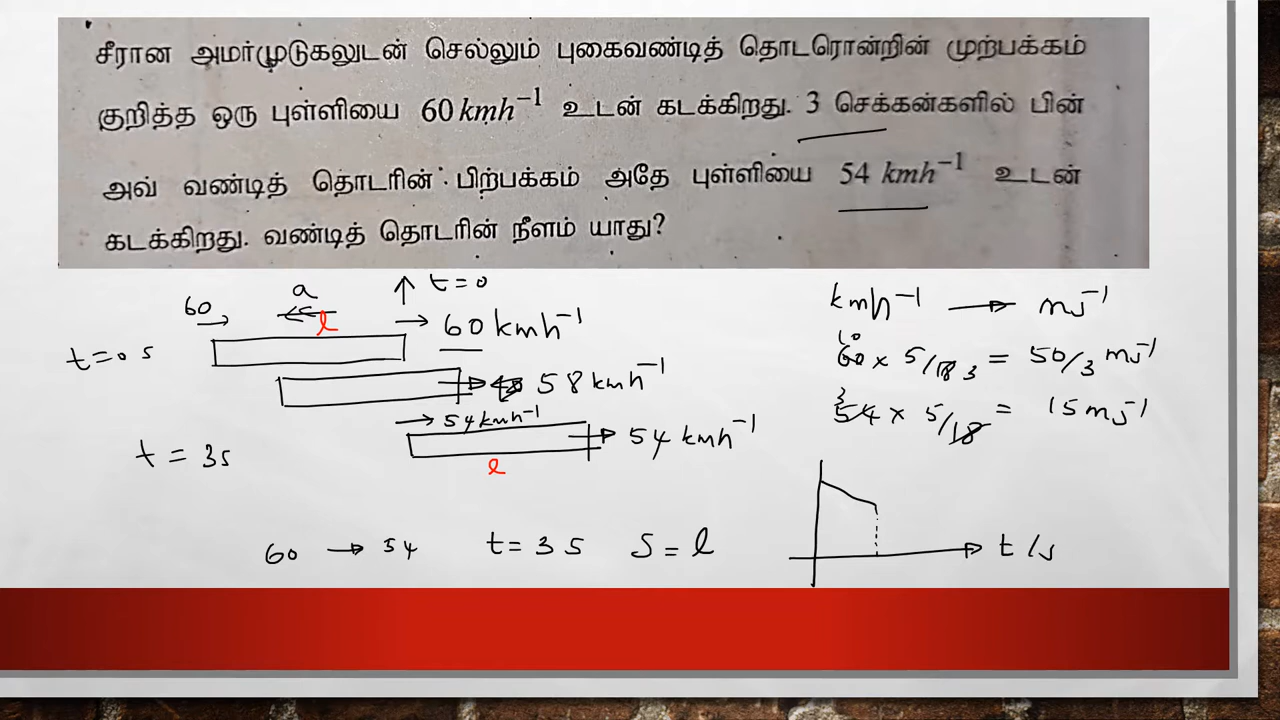 சீரான அமர்முடுகலுடன் செல்லும் புகைவண்டித் தொடரொன்றின் முற்பக்கம்
குறித்த ஒரு புள்ளியை 60 kmh⁻¹ உடன் கடக்கிறது. 3 செக்கன்களில் பின்
அவ் வண்டித் தொடரின் பிற்பக்கம் அதே புள்ளியை 54 kmh⁻¹ உடன்
கடக்கிறது. வண்டித் தொடரின் நீளம் யாது?
t = 0
60 a
l
60 kmh⁻¹
t = 0 s
58 kmh⁻¹
54 kmh⁻¹
54 kmh⁻¹
t = 3s
l
kmh⁻¹ → ms⁻¹
10
60 × 5/18 3 = 50/3 ms⁻¹
3
54 × 5/18 = 15 ms⁻¹
60 → 54 t = 3 s S = l
t /s